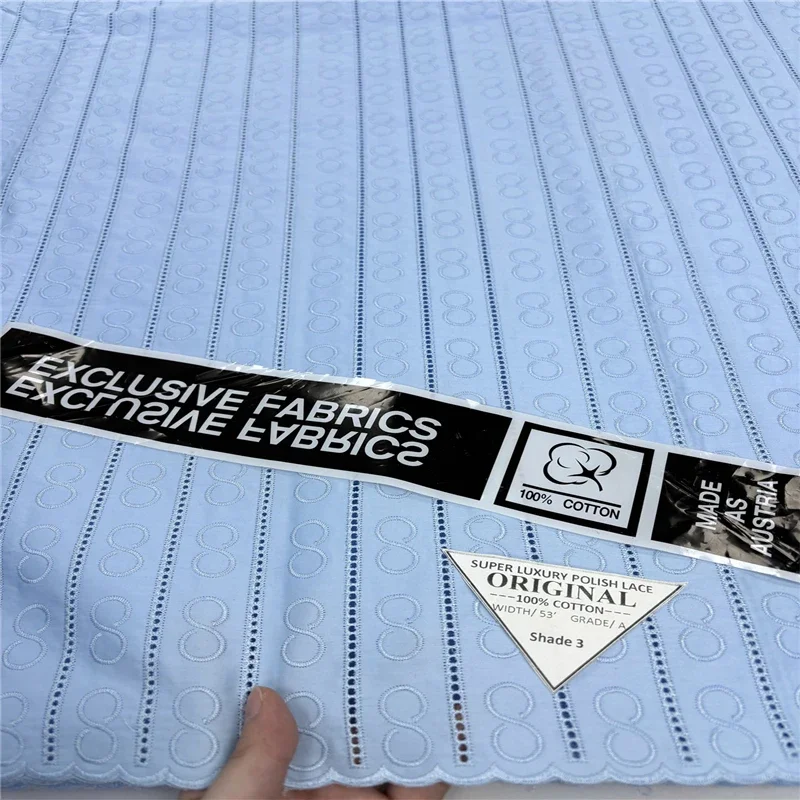 EXCLUSIVE FABRICS
EXCLUSIVE FABRICS
100% COTTON
MADE
AS
AUSTRIA
SUPER LUXURY POLISH LACE
ORIGINAL
---100% COTTON---
WIDTH/ 53' GRADE/ A
Shade 3